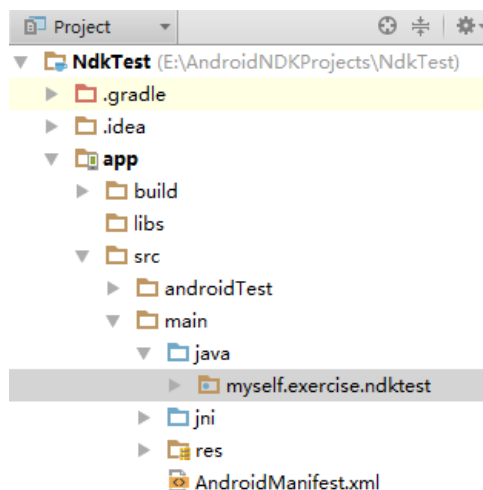 Project
NdkTest (E:\AndroidNDKProjects\NdkTest)
.gradle
.idea
app
build
libs
src
androidTest
main
java
myself.exercise.ndktest
jni
res
AndroidManifest.xml